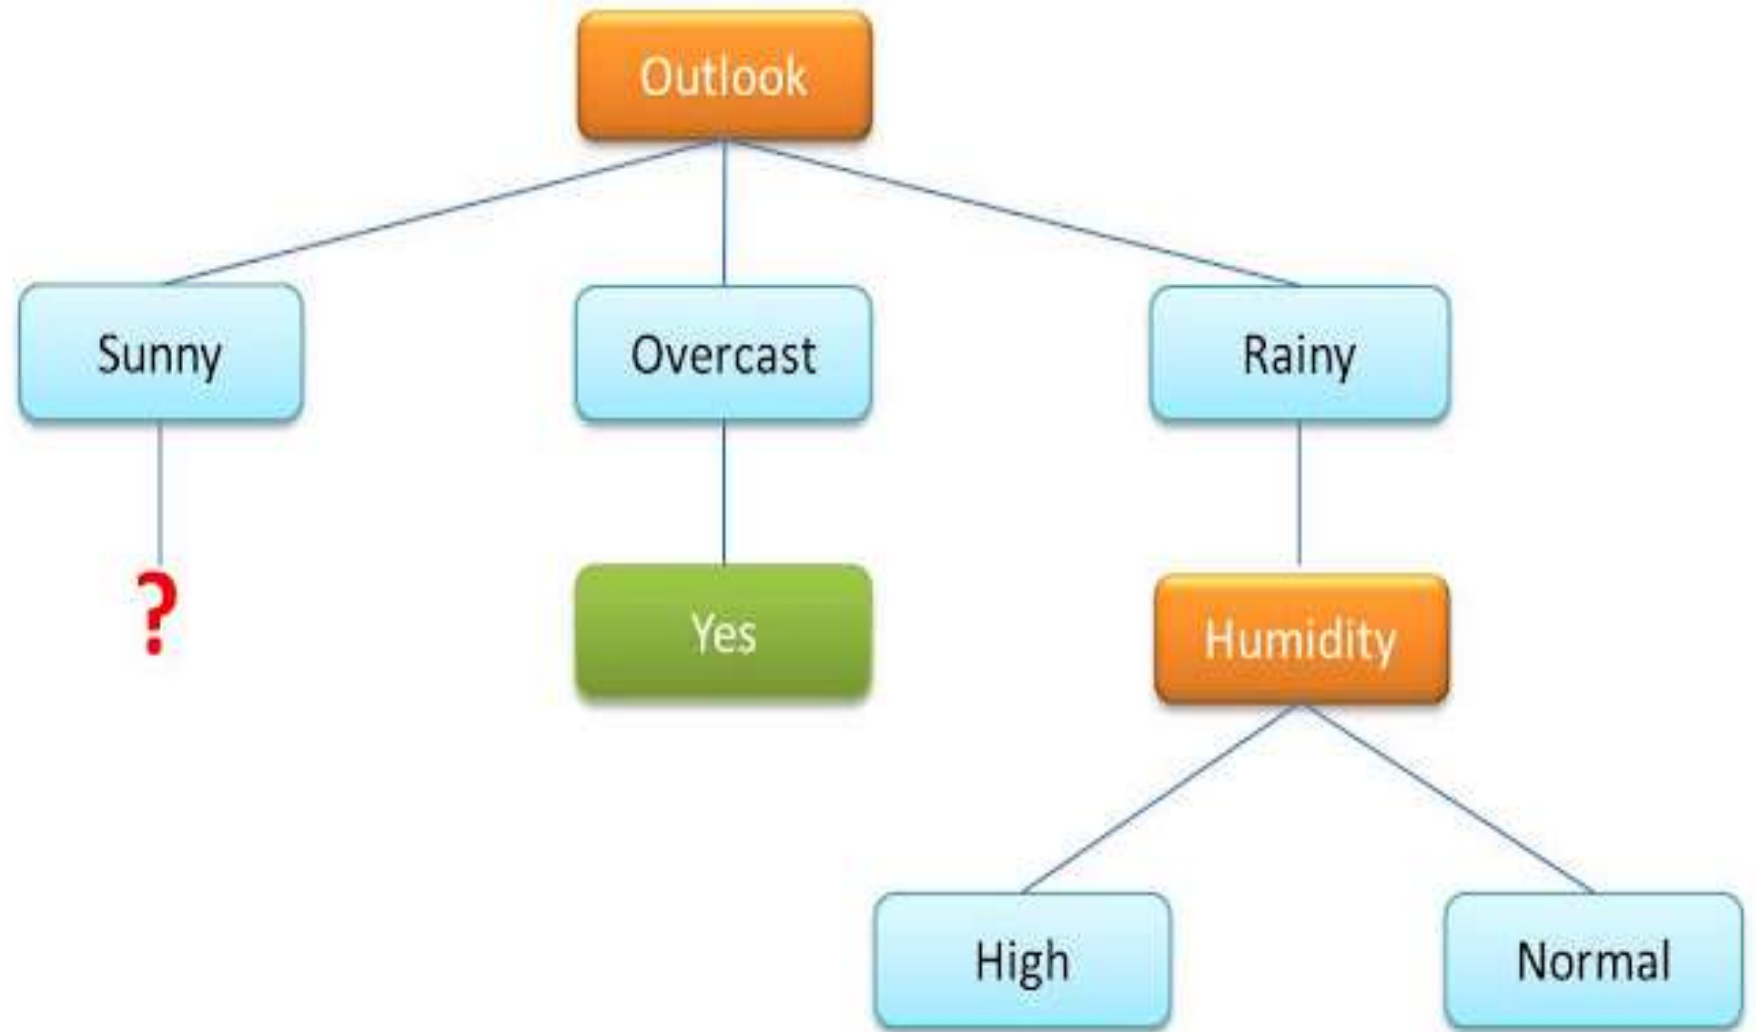 Outlook
Sunny
Overcast
Rainy
?
Yes
Humidity
High
Normal